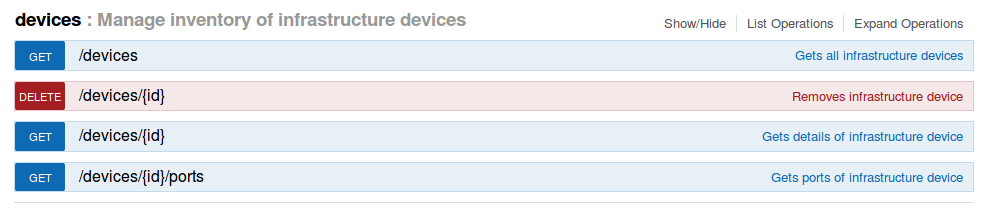 devices : Manage inventory of infrastructure devices Show/Hide List Operations Expand Operations
GET /devices Gets all infrastructure devices
DELETE /devices/{id} Removes infrastructure device
GET /devices/{id} Gets details of infrastructure device
GET /devices/{id}/ports Gets ports of infrastructure device